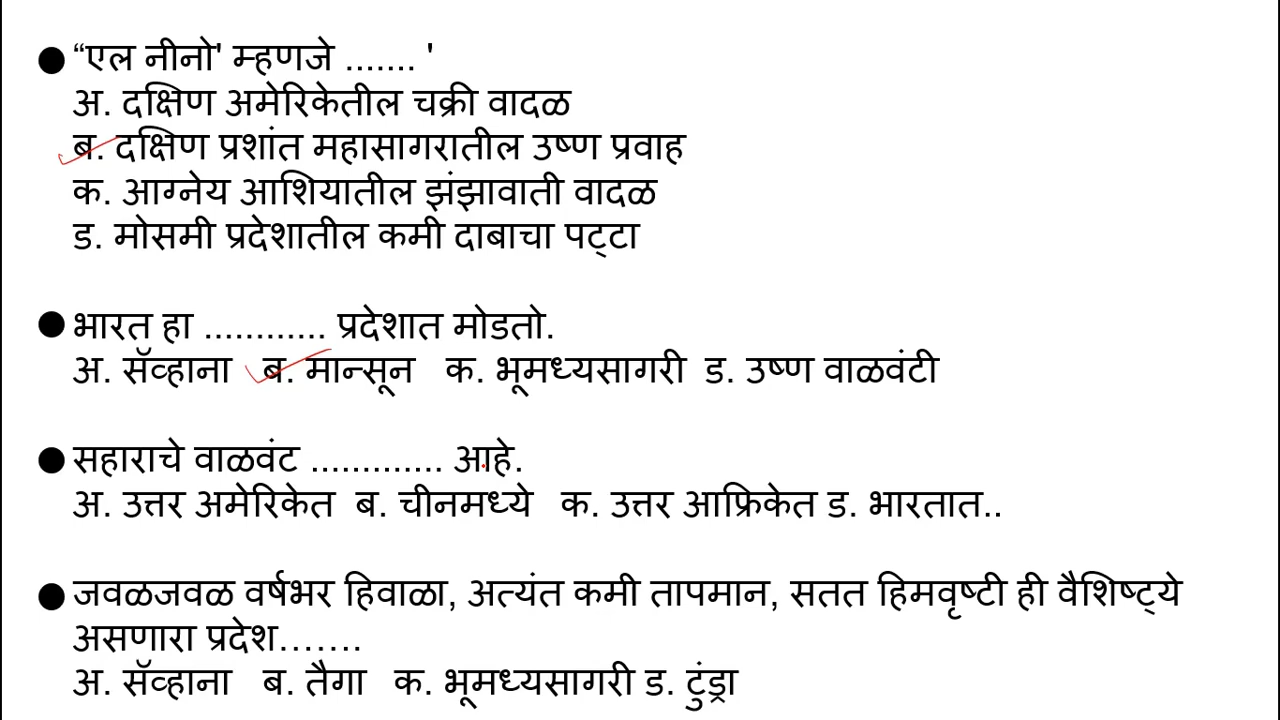 ● “एल नीनो' म्हणजे ....... '
अ. दक्षिण अमेरिकेतील चक्री वादळ
ब. दक्षिण प्रशांत महासागरातील उष्ण प्रवाह
क. आग्नेय आशियातील झंझावाती वादळ
ड. मोसमी प्रदेशातील कमी दाबाचा पट्टा
● भारत हा ............ प्रदेशात मोडतो.
अ. सॅव्हाना ब. मान्सून क. भूमध्यसागरी ड. उष्ण वाळवंटी
● सहाराचे वाळवंट ............. आहे.
अ. उत्तर अमेरिकेत ब. चीनमध्ये क. उत्तर आफ्रिकेत ड. भारतात..
● जवळजवळ वर्षभर हिवाळा, अत्यंत कमी तापमान, सतत हिमवृष्टी ही वैशिष्ट्ये
असणारा प्रदेश.......
अ. सॅव्हाना ब. तैगा क. भूमध्यसागरी ड. टुंड्रा